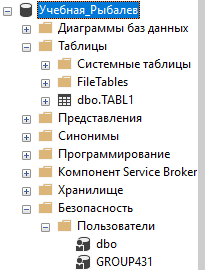 Учебная_Рыбалев
Диаграммы баз данных
Таблицы
Системные таблицы
FileTables
dbo.TABL1
Представления
Синонимы
Программирование
Компонент Service Broker
Хранилище
Безопасность
Пользователи
dbo
GROUP431